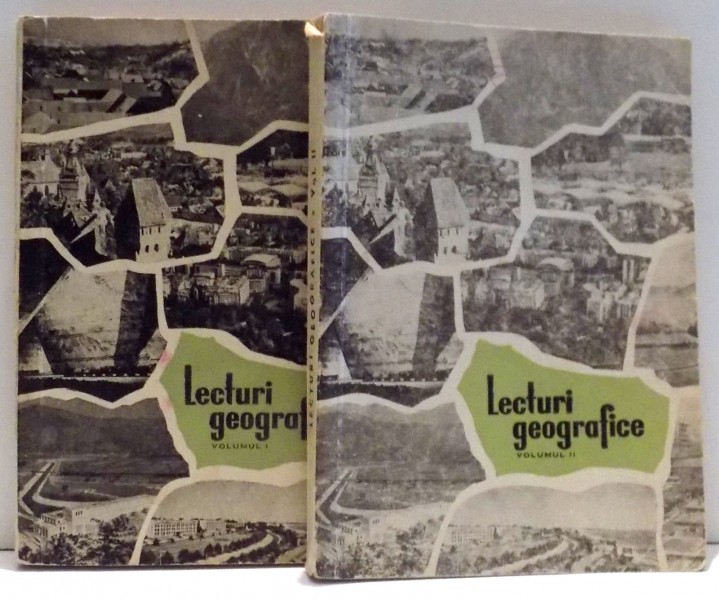 Lecturi
geograf
VOLUMUL I
LECTURI GEOGRAFICE - VOL II
Lecturi
geografice
VOLUMUL II